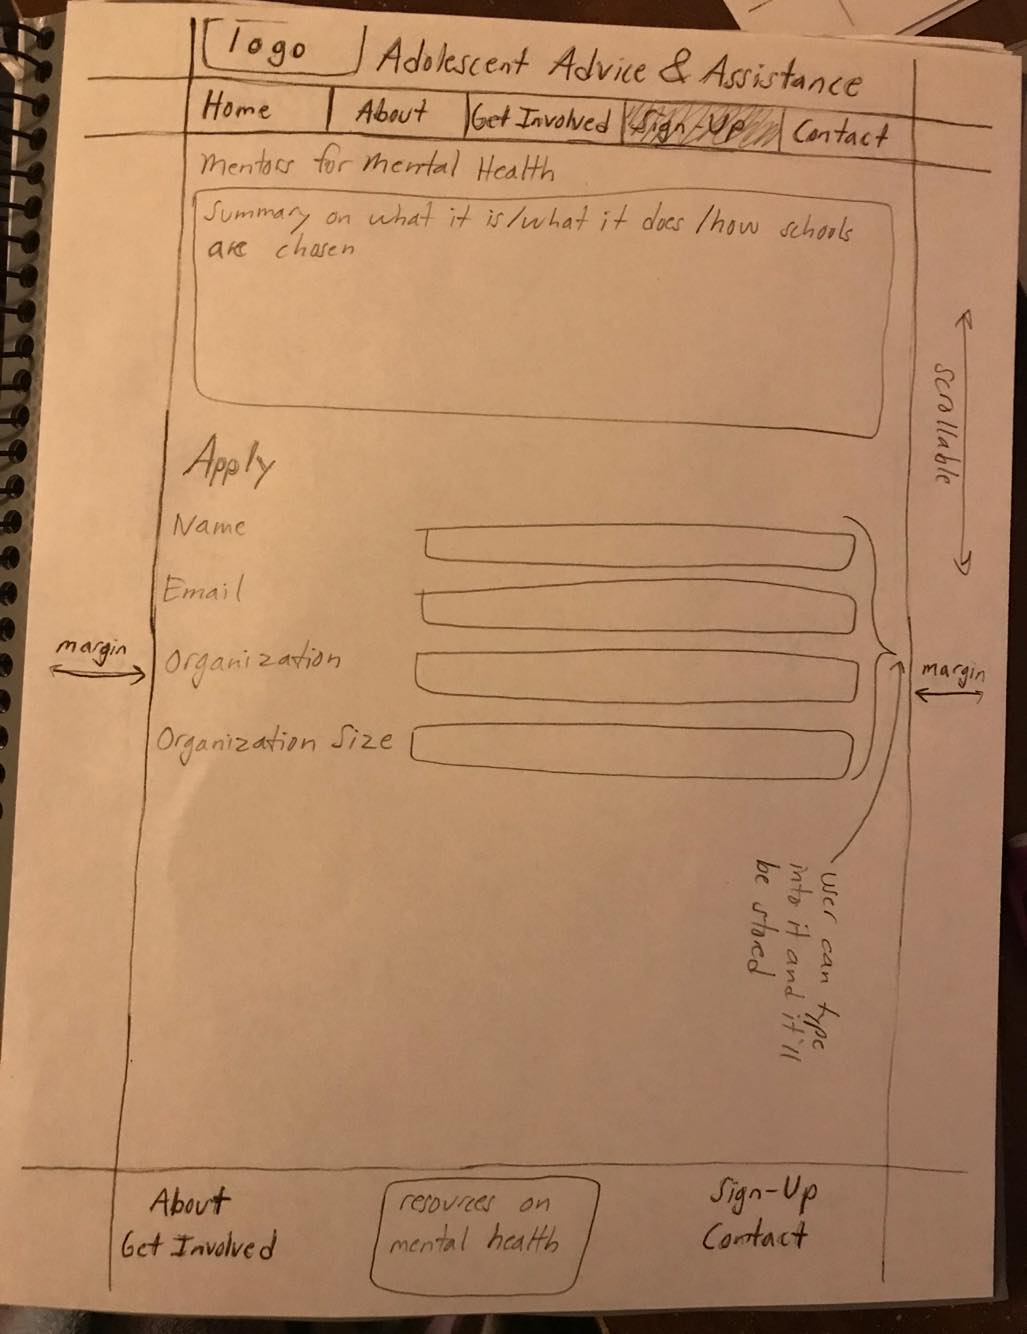 Logo
Adolescent Advice & Assistance
Home About Get Involved Sign-Up Contact
Mentors for Mental Health
Summary on what it is/what it does/how schools
are chosen
scrollable
Apply
Name
Email
margin
Organization
margin
Organization Size
user can type
into it and it'll
be stored
About
Get Involved
resources on
mental health
Sign-Up
Contact